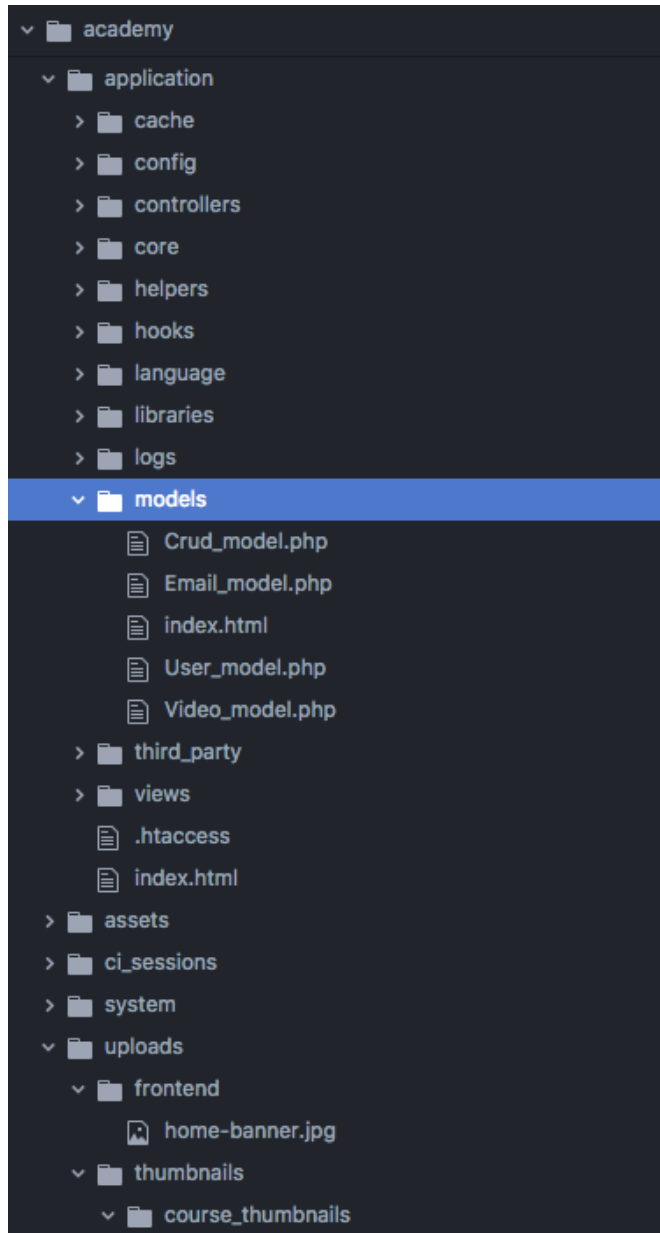 academy
application
cache
config
controllers
core
helpers
hooks
language
libraries
logs
models
Crud_model.php
Email_model.php
index.html
User_model.php
Video_model.php
third_party
views
.htaccess
index.html
assets
ci_sessions
system
uploads
frontend
home-banner.jpg
thumbnails
course_thumbnails